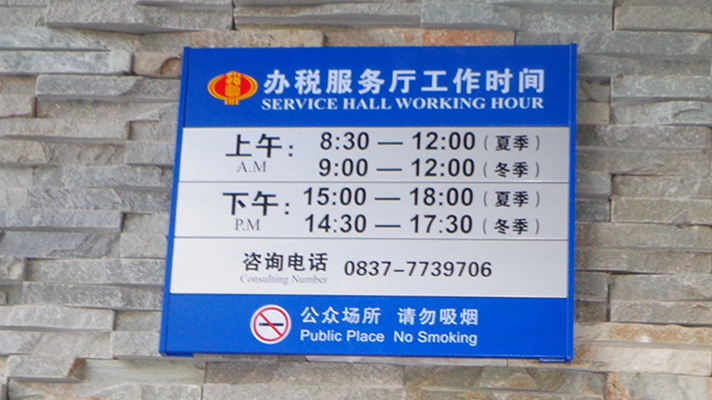 办税服务厅工作时间
SERVICE HALL WORKING HOUR
上午： 8:30 — 12:00（夏季）
A.M 9:00 — 12:00（冬季）
下午： 15:00 — 18:00（夏季）
P.M 14:30 — 17:30（冬季）
咨询电话 0837-7739706
Consulting Number
公众场所 请勿吸烟
Public Place No Smoking